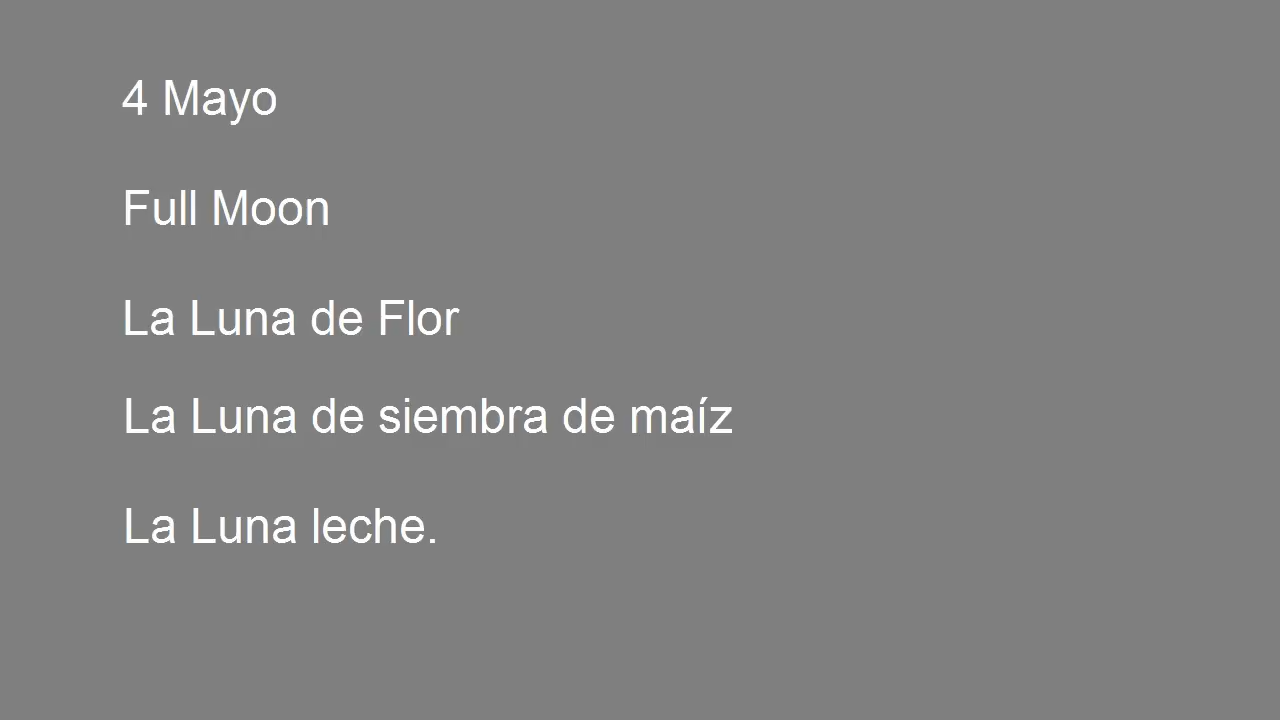 4 Mayo
Full Moon
La Luna de Flor
La Luna de siembra de maíz
La Luna leche.